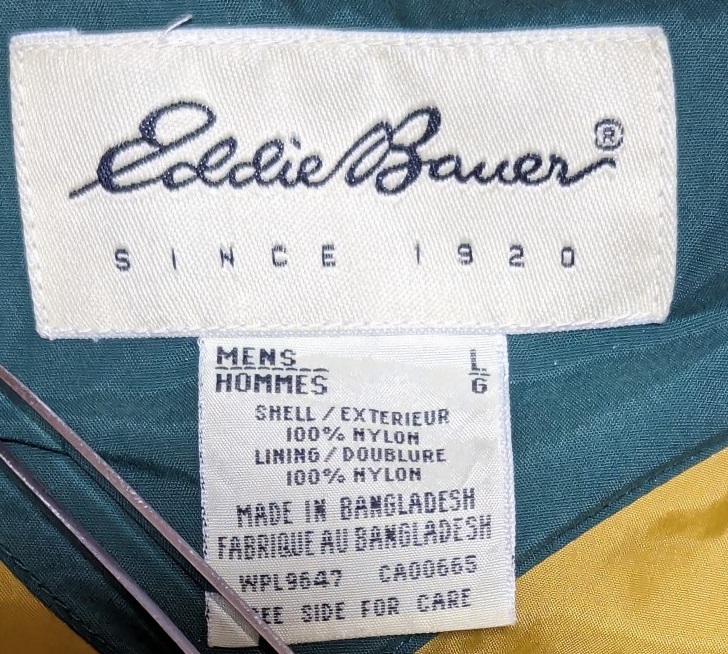 Eddie Bauer®
SINCE 1920
MENS L
HOMMES G
SHELL / EXTERIEUR
100% NYLON
LINING / DOUBLURE
100% NYLON
MADE IN BANGLADESH
FABRIQUE AU BANGLADESH
WPL9647 CA00665
SEE SIDE FOR CARE